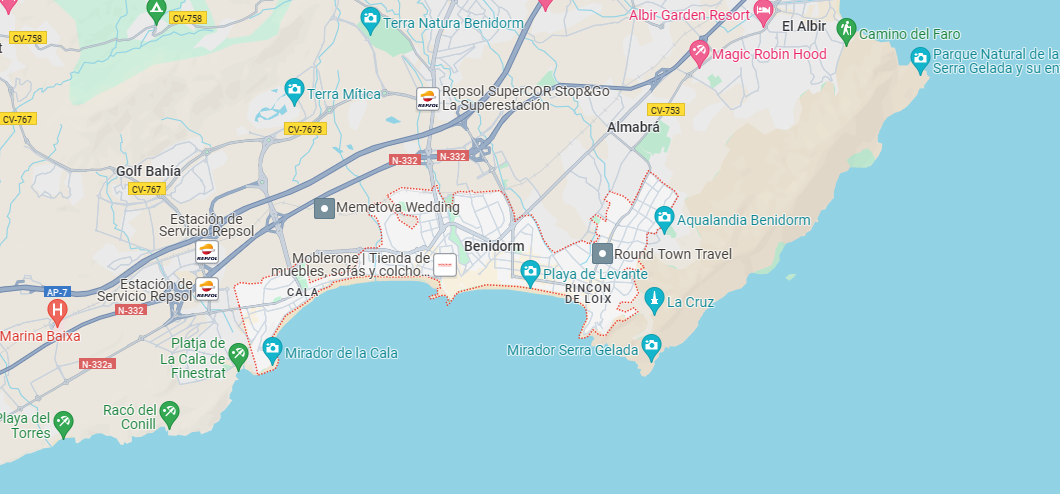 CV-758
Terra Natura Benidorm
Albir Garden Resort
El Albir
Camino del Faro
CV-758
t
Magic Robin Hood
Parque Natural de la
Serra Gelada y su en
Terra Mítica
Repsol SuperCOR Stop&Go
La Superestación
REPSOL
CV-753
CV-767
CV-7673
Almabrá
N-332
N-332
Golf Bahía
CV-767
Memetova Wedding
Estación de
Servicio Repsol
REPSOL
Aqualandia Benidorm
Benidorm
Round Town Travel
Moblerone | Tienda de
muebles, sofás y colcho...
Playa de Levante
Estación de
Servicio Repsol
REPSOL
CALA
RINCON
DE LOIX
AP-7
N-332
La Cruz
H
Marina Baixa
Platja de
La Cala de
Finestrat
Mirador de la Cala
Mirador Serra Gelada
N-332a
Racó del
Conill
Playa del
Torres